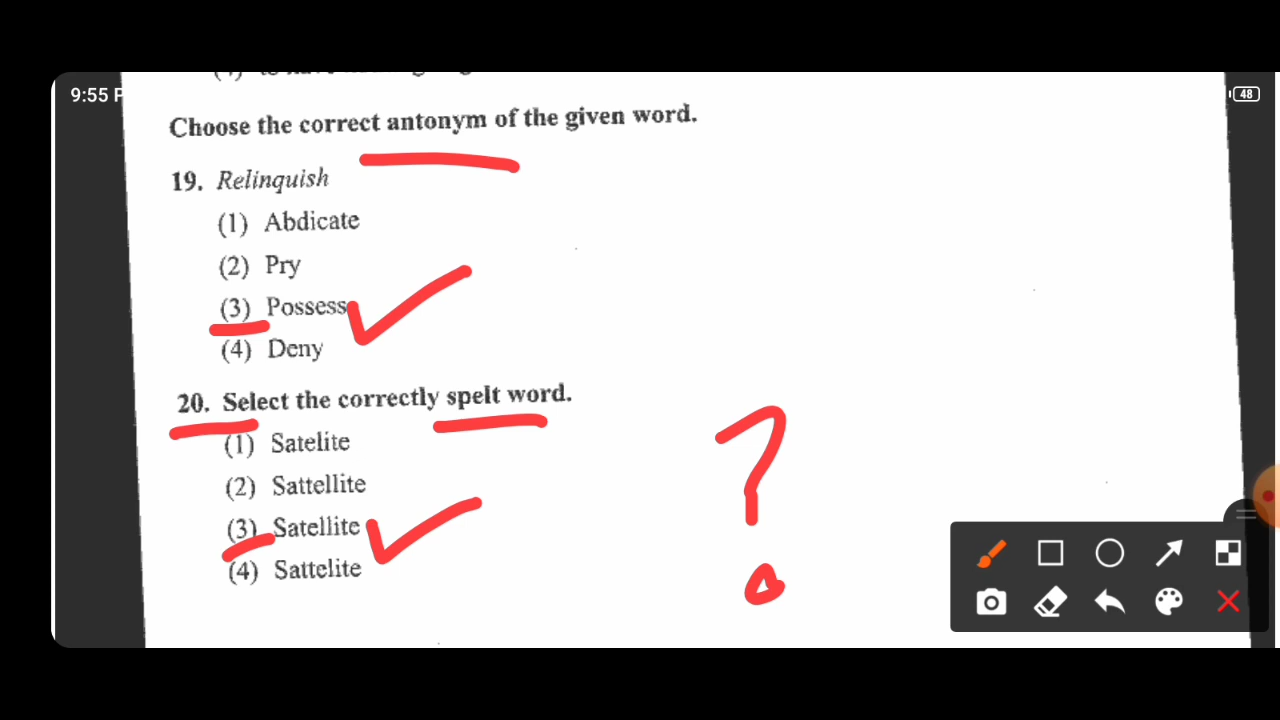 9:55 P
48
Choose the correct antonym of the given word.
19. Relinquish
(1) Abdicate
(2) Pry
(3) Possess
(4) Deny
20. Select the correctly spelt word.
(1) Satelite
(2) Sattellite
(3) Satellite
(4) Sattelite
?